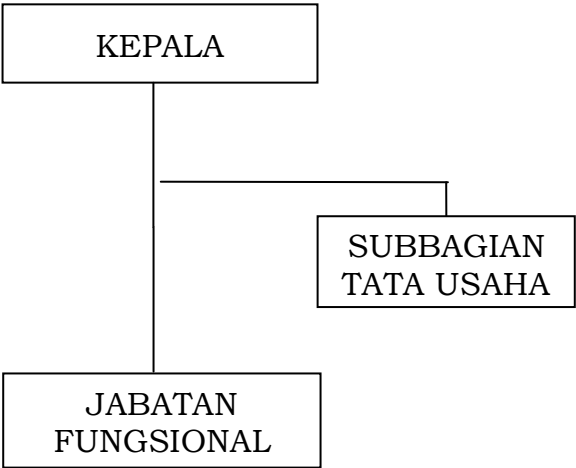 KEPALA
SUBBAGIAN
TATA USAHA
JABATAN
FUNGSIONAL